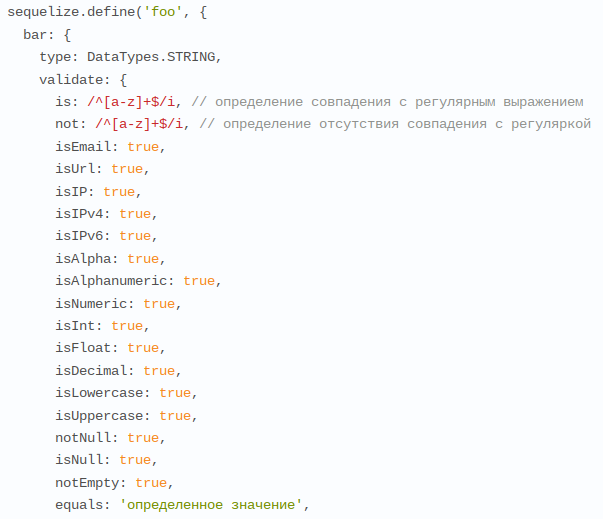 sequelize.define('foo', {
  bar: {
    type: DataTypes.STRING,
    validate: {
      is: /^[a-z]+$/i, // определение совпадения с регулярным выражением
      not: /^[a-z]+$/i, // определение отсутствия совпадения с регуляркой
      isEmail: true,
      isUrl: true,
      isIP: true,
      isIPv4: true,
      isIPv6: true,
      isAlpha: true,
      isAlphanumeric: true,
      isNumeric: true,
      isInt: true,
      isFloat: true,
      isDecimal: true,
      isLowercase: true,
      isUppercase: true,
      notNull: true,
      isNull: true,
      notEmpty: true,
      equals: 'определенное значение',